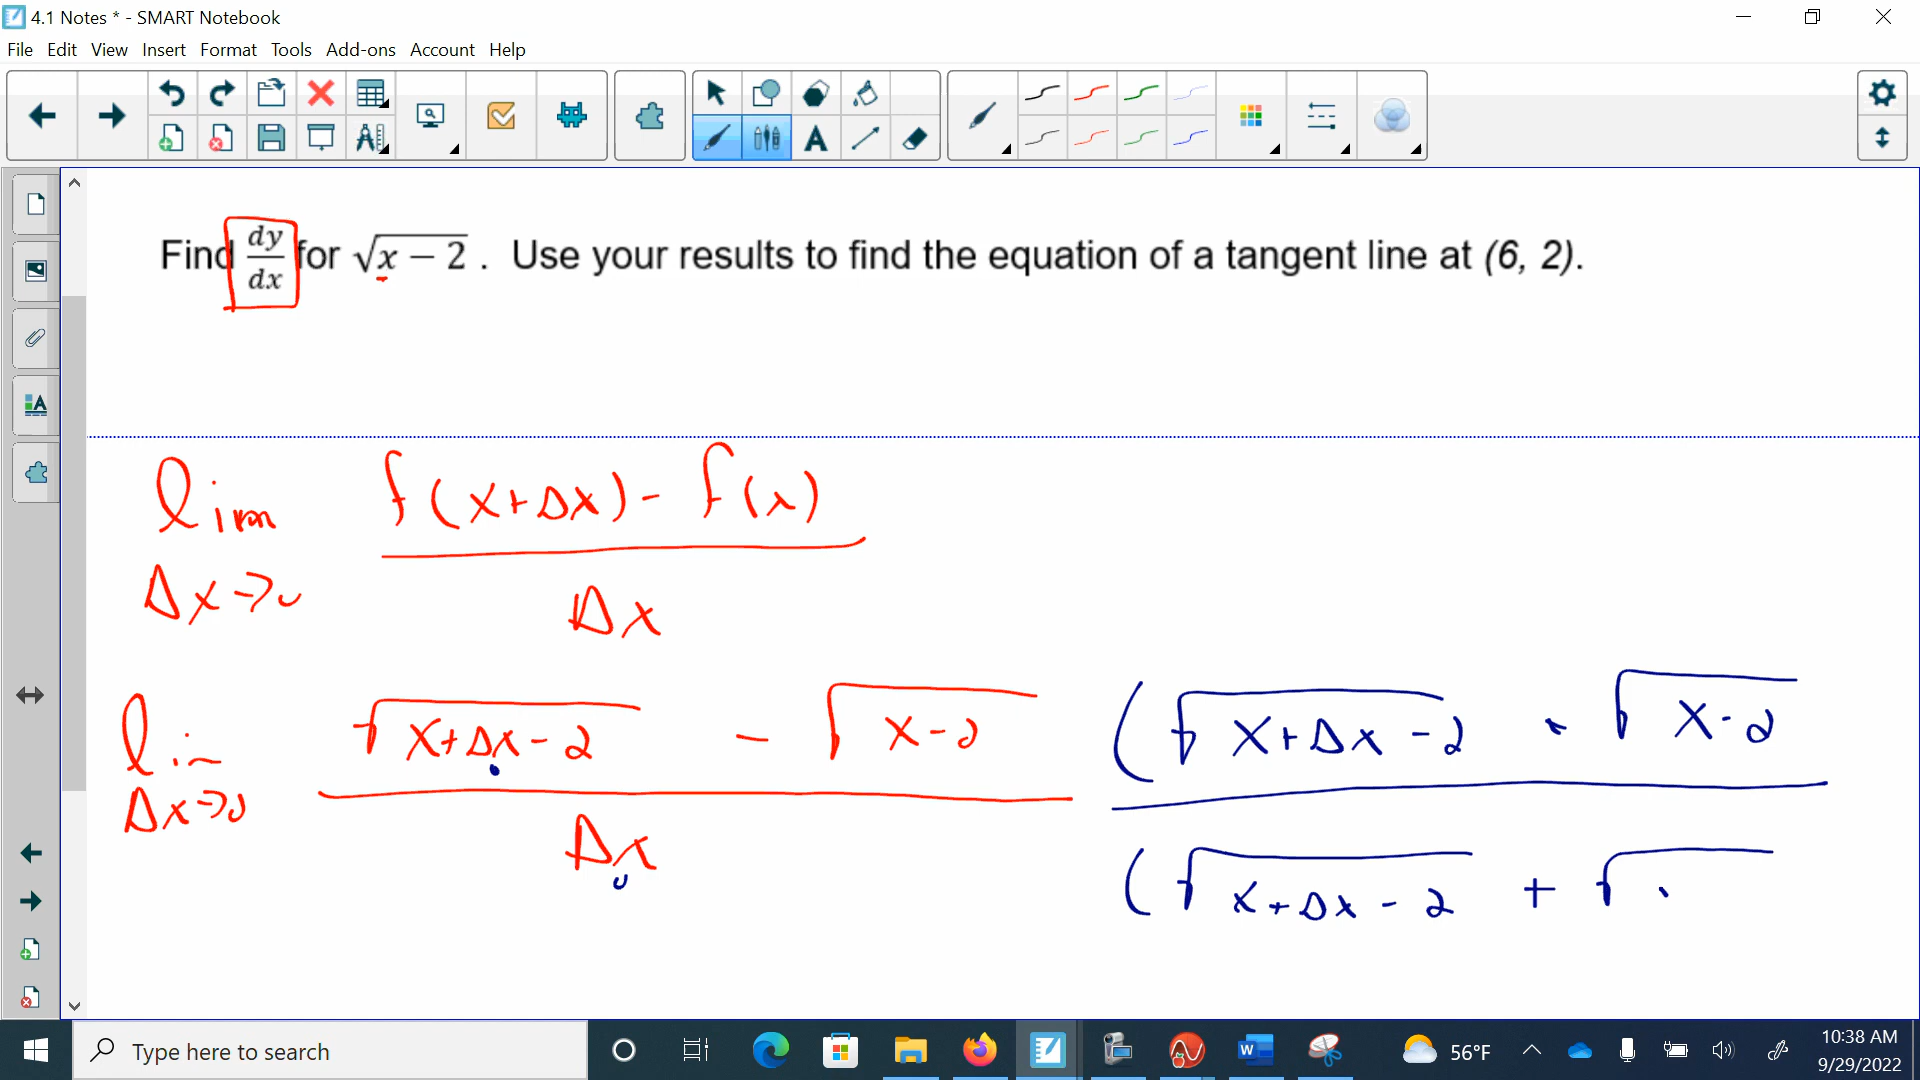 4.1 Notes * - SMART Notebook
File Edit View Insert Format Tools Add-ons Account Help
Find dy/dx for √x − 2 . Use your results to find the equation of a tangent line at (6, 2).
lim f(x+Δx) - f(x)
Δx→0 Δx
lim √x+Δx-2 - √x-2 (√x+Δx-2 √x-2
Δx→0 Δx (√x+Δx-2 + √
Type here to search
56°F
10:38 AM
9/29/2022